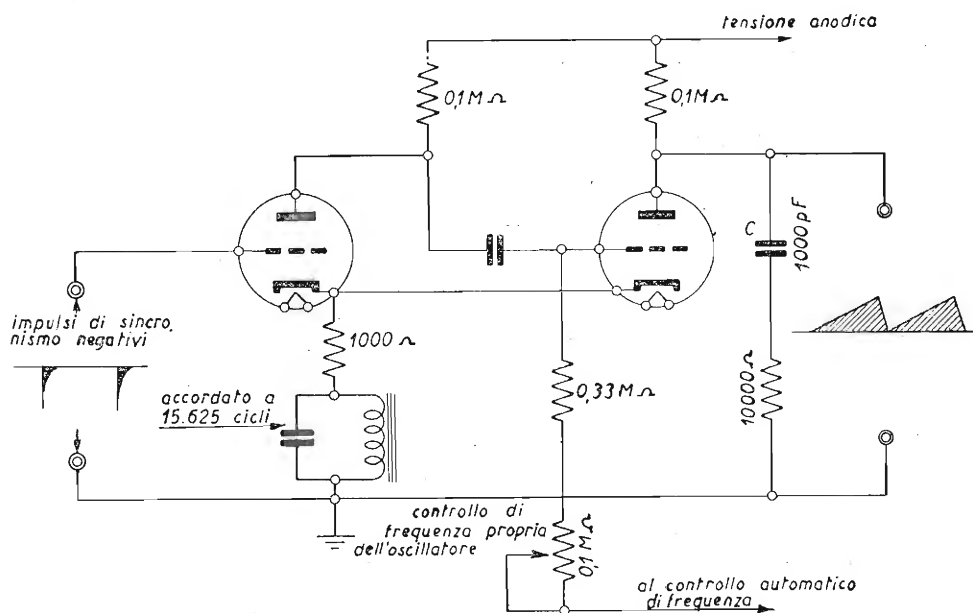 tensione anodica
0,1MΩ
0,1MΩ
C
1000pF
impulsi di sincro,
nismo negativi
1000 Ω
accordato a
15.625 cicli
0,33MΩ
10000Ω
controllo di
frequenza propria
dell'oscillatore
0,1MΩ
al controllo automatico
di frequenza